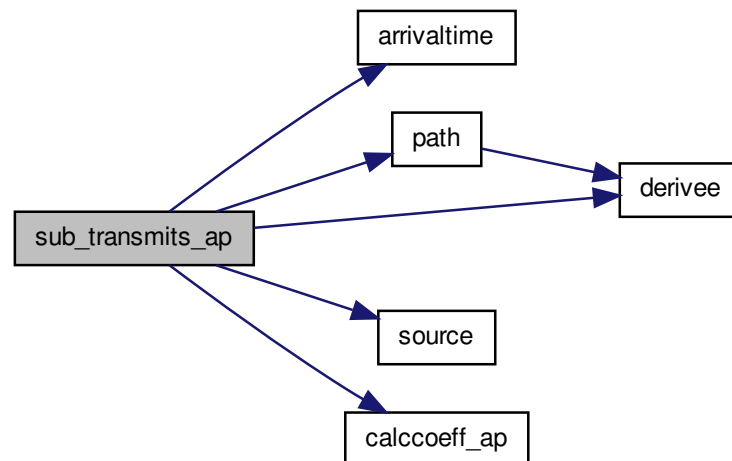 arrivaltime
path
derivee
sub_transmits_ap
source
calccoeff_ap